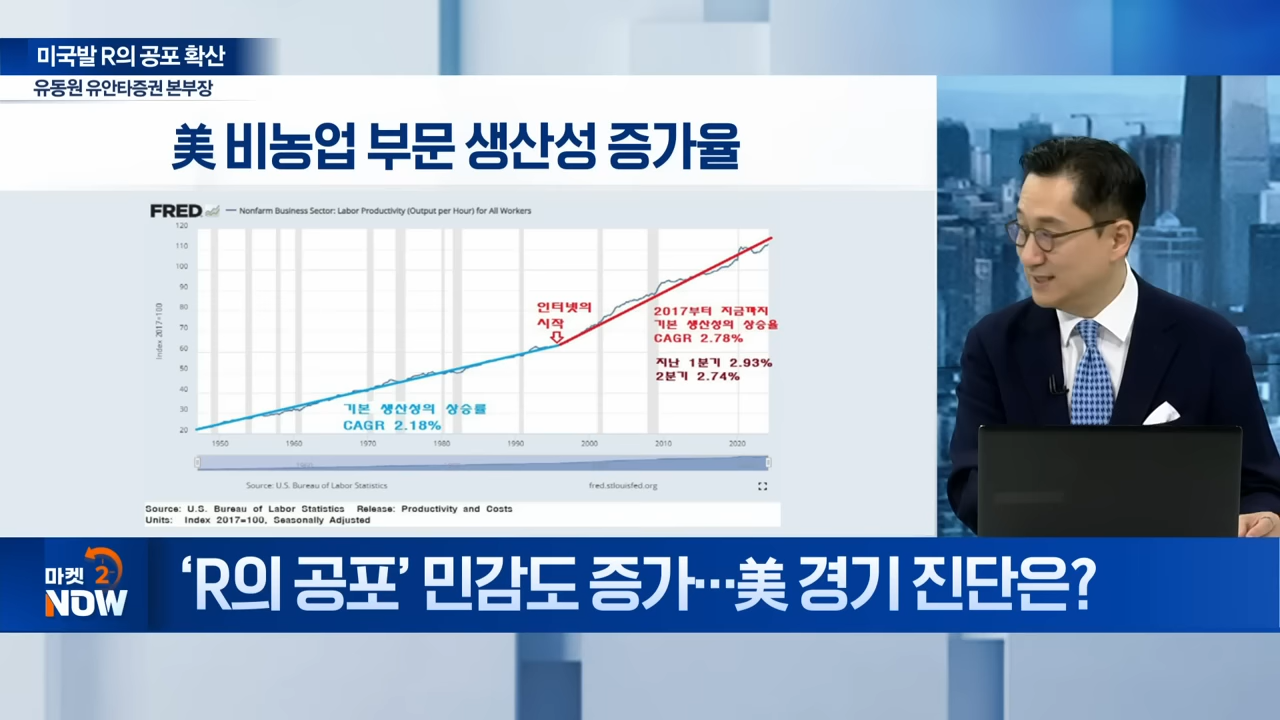 미국발 R의 공포 확산
유동원 유안타증권 본부장
美 비농업 부문 생산성 증가율
FRED
Nonfarm Business Sector: Labor Productivity (Output per Hour) for All Workers
120
110
100
90
80
70
60
50
40
30
20
Index 2017=100
인터넷의
시작
2017부터 지금까지
기본 생산성의 상승율
CAGR 2.78%
지난 1분기 2.93%
2분기 2.74%
기본 생산성의 상승률
CAGR 2.18%
1950 1960 1970 1980 1990 2000 2010 2020
Source: U.S. Bureau of Labor Statistics
fred.stlouisfed.org
Source: U.S. Bureau of Labor Statistics Release: Productivity and Costs
Units: Index 2017=100, Seasonally Adjusted
마켓 2
NOW
‘R의 공포’ 민감도 증가…美 경기 진단은?